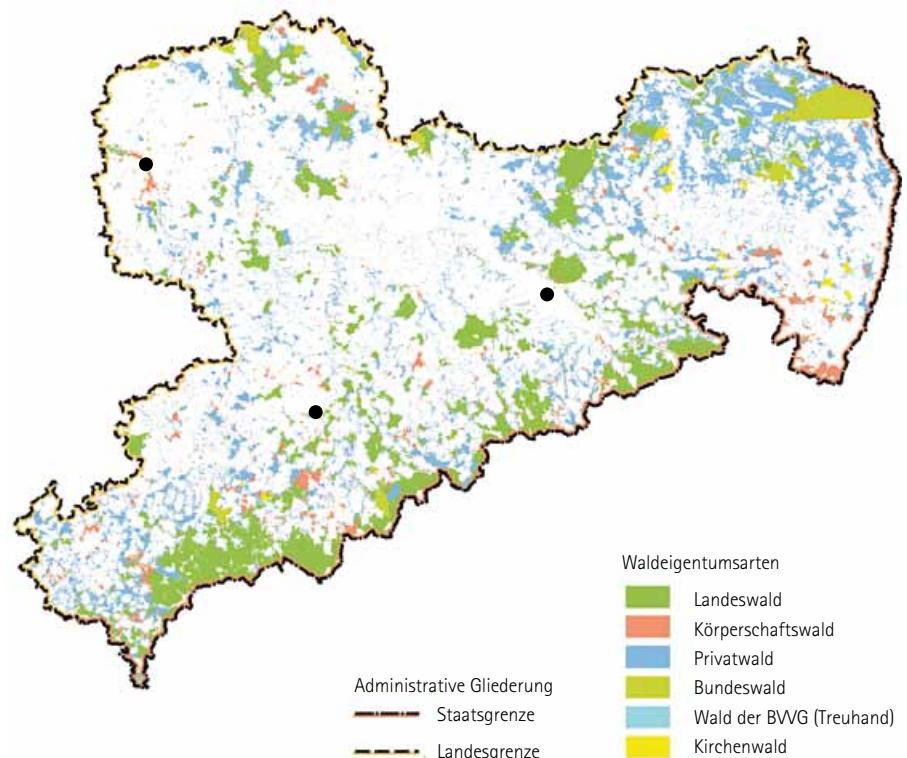 Waldeigentumsarten
Landeswald
Körperschaftswald
Privatwald
Bundeswald
Wald der BVVG (Treuhand)
Kirchenwald
Administrative Gliederung
Staatsgrenze
Landesgrenze